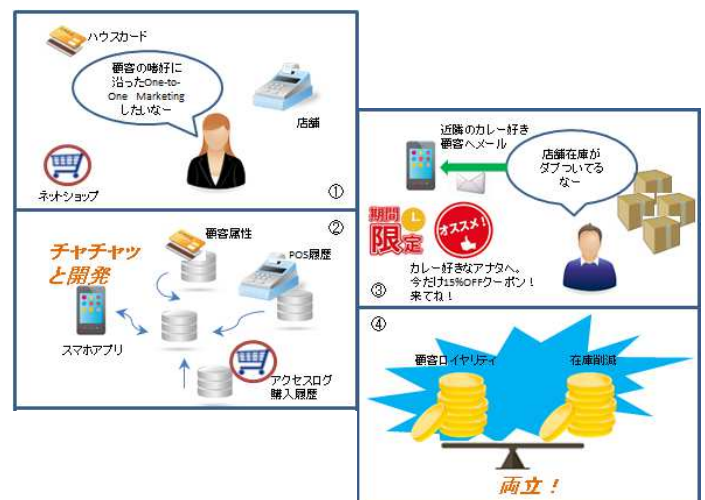 ハウスカード
顧客の嗜好に
沿ったOne-to-
One Marketing
したいなー
店舗
ネットショップ
①
②
顧客属性
チャチャッ
と開発
POS履歴
スマホアプリ
アクセスログ
購入履歴
近隣のカレー好き
顧客へメール
店舗在庫が
ダブついてる
なー
期間
限定
オススメ!
カレー好きなアナタへ。
今だけ15%OFFクーポン!
来てね!
③
④
顧客ロイヤリティ
在庫削減
両立!